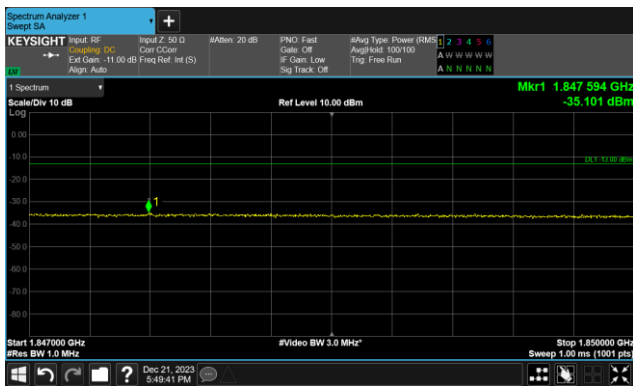 Spectrum Analyzer 1
Swept SA
KEYSIGHT Input: RF Input Z: 50 Ω #Atten: 20 dB PNO: Fast #Avg Type: Power (RMS 1 2 3 4 5 6
Coupling: DC Corr CCorr Gate: Off Avg|Hold: 100/100 A W W W W W
Ext Gain: -11.00 dB Freq Ref: Int (S) IF Gain: Low Trig: Free Run
Align: Auto Sig Track: Off A N N N N N
1 Spectrum Mkr1 1.847 594 GHz
Scale/Div 10 dB Ref Level 10.00 dBm -35.101 dBm
Log
0.00
-10.0
DL1 -13.00 dBm
-20.0
-30.0
1
-40.0
-50.0
-60.0
-70.0
-80.0
Start 1.847000 GHz #Video BW 3.0 MHz* Stop 1.850000 GHz
#Res BW 1.0 MHz Sweep 1.00 ms (1001 pts)
? Dec 21, 2023
5:49:41 PM